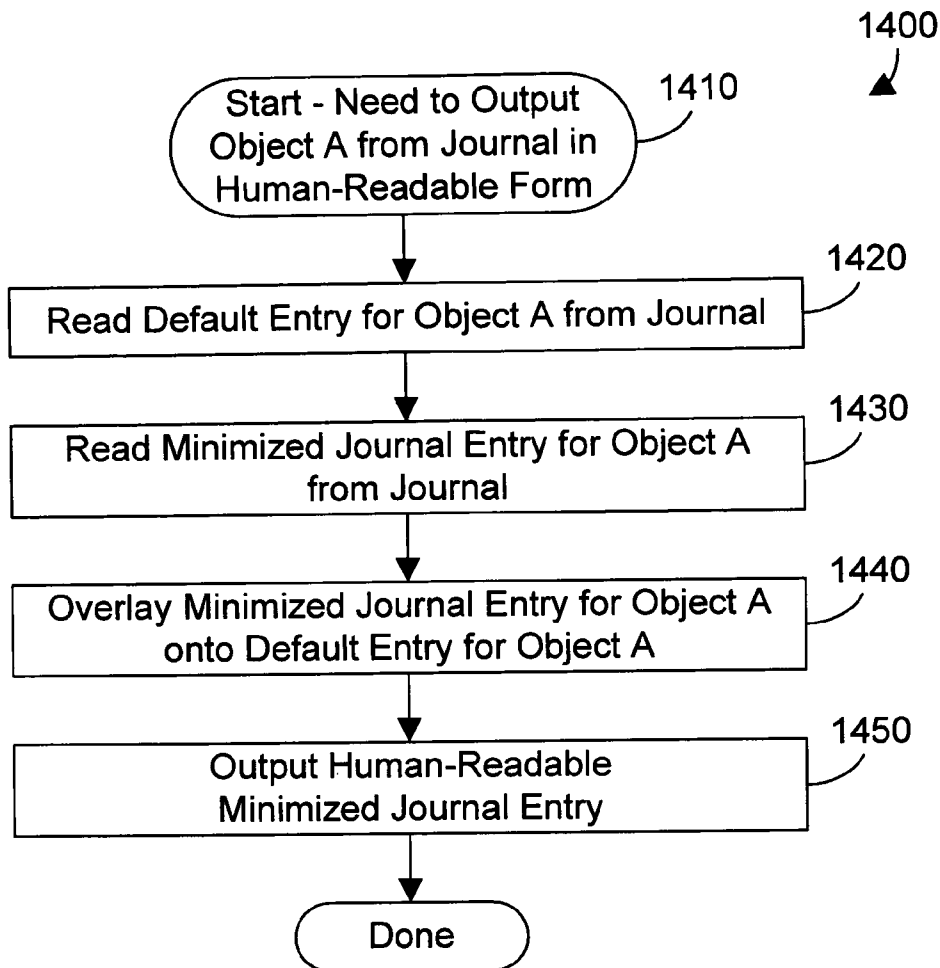 1400
Start - Need to Output
Object A from Journal in
Human-Readable Form
1410
1420
Read Default Entry for Object A from Journal
1430
Read Minimized Journal Entry for Object A
from Journal
1440
Overlay Minimized Journal Entry for Object A
onto Default Entry for Object A
1450
Output Human-Readable
Minimized Journal Entry
Done